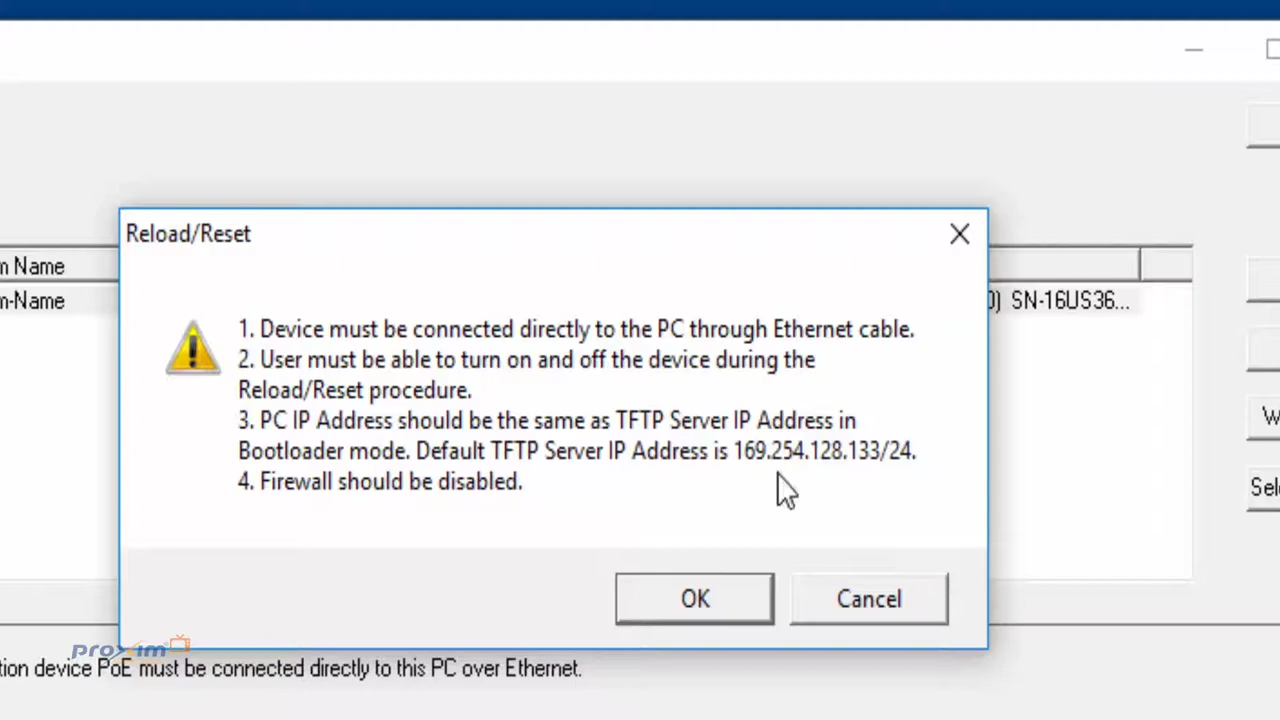 Reload/Reset
m Name
m-Name
0) SN-16US36...
1. Device must be connected directly to the PC through Ethernet cable.
2. User must be able to turn on and off the device during the
Reload/Reset procedure.
3. PC IP Address should be the same as TFTP Server IP Address in
Bootloader mode. Default TFTP Server IP Address is 169.254.128.133/24.
4. Firewall should be disabled.
W
Sele
OK
Cancel
proxim
tion device PoE must be connected directly to this PC over Ethernet.